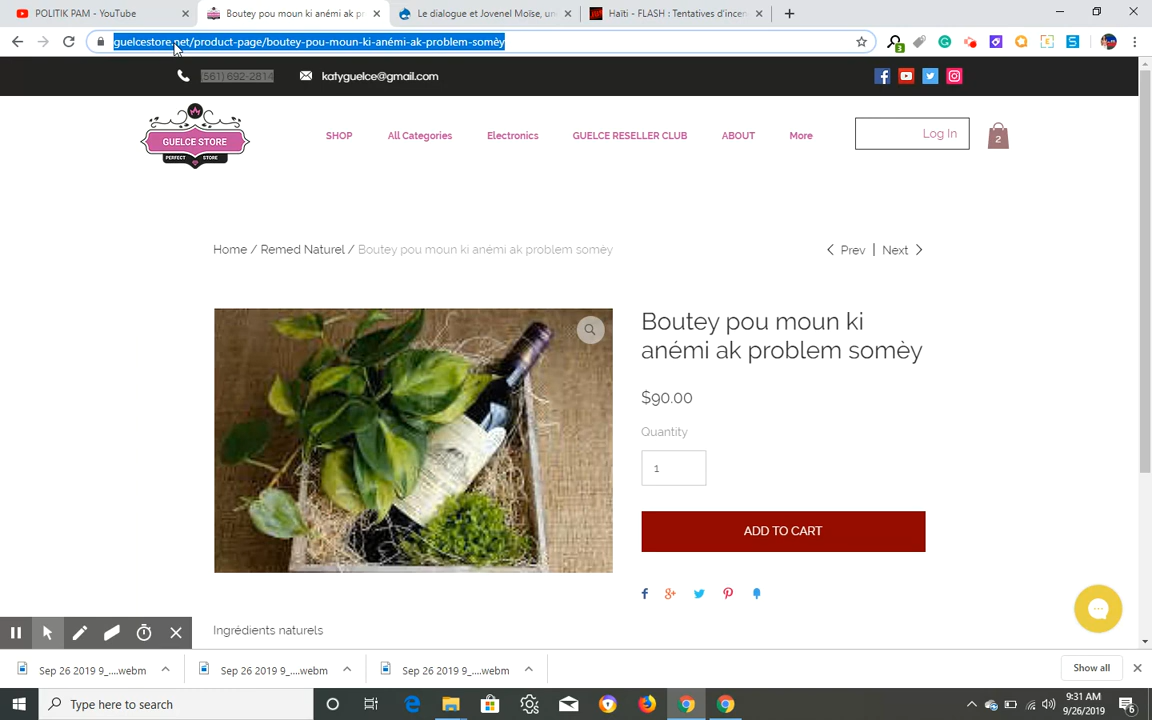 POLITIK PAM - YouTube
Boutey pou moun ki anémi ak pr
Le dialogue et Jovenel Moïse, un
Haïti - FLASH : Tentatives d'incen
guelcestore.net/product-page/boutey-pou-moun-ki-anémi-ak-problem-somèy
3
(561) 692-2814
katyguelce@gmail.com
GUELCE STORE
PERFECT STORE
SHOP
All Categories
Electronics
GUELCE RESELLER CLUB
ABOUT
More
Log In
2
Home / Remed Naturel / Boutey pou moun ki anémi ak problem somèy
Prev | Next
Boutey pou moun ki
anémi ak problem somèy
$90.00
Quantity
1
ADD TO CART
Ingrédients naturels
Sep 26 2019 9_....webm
Sep 26 2019 9_....webm
Sep 26 2019 9_....webm
Show all
Type here to search
9:31 AM
9/26/2019
6